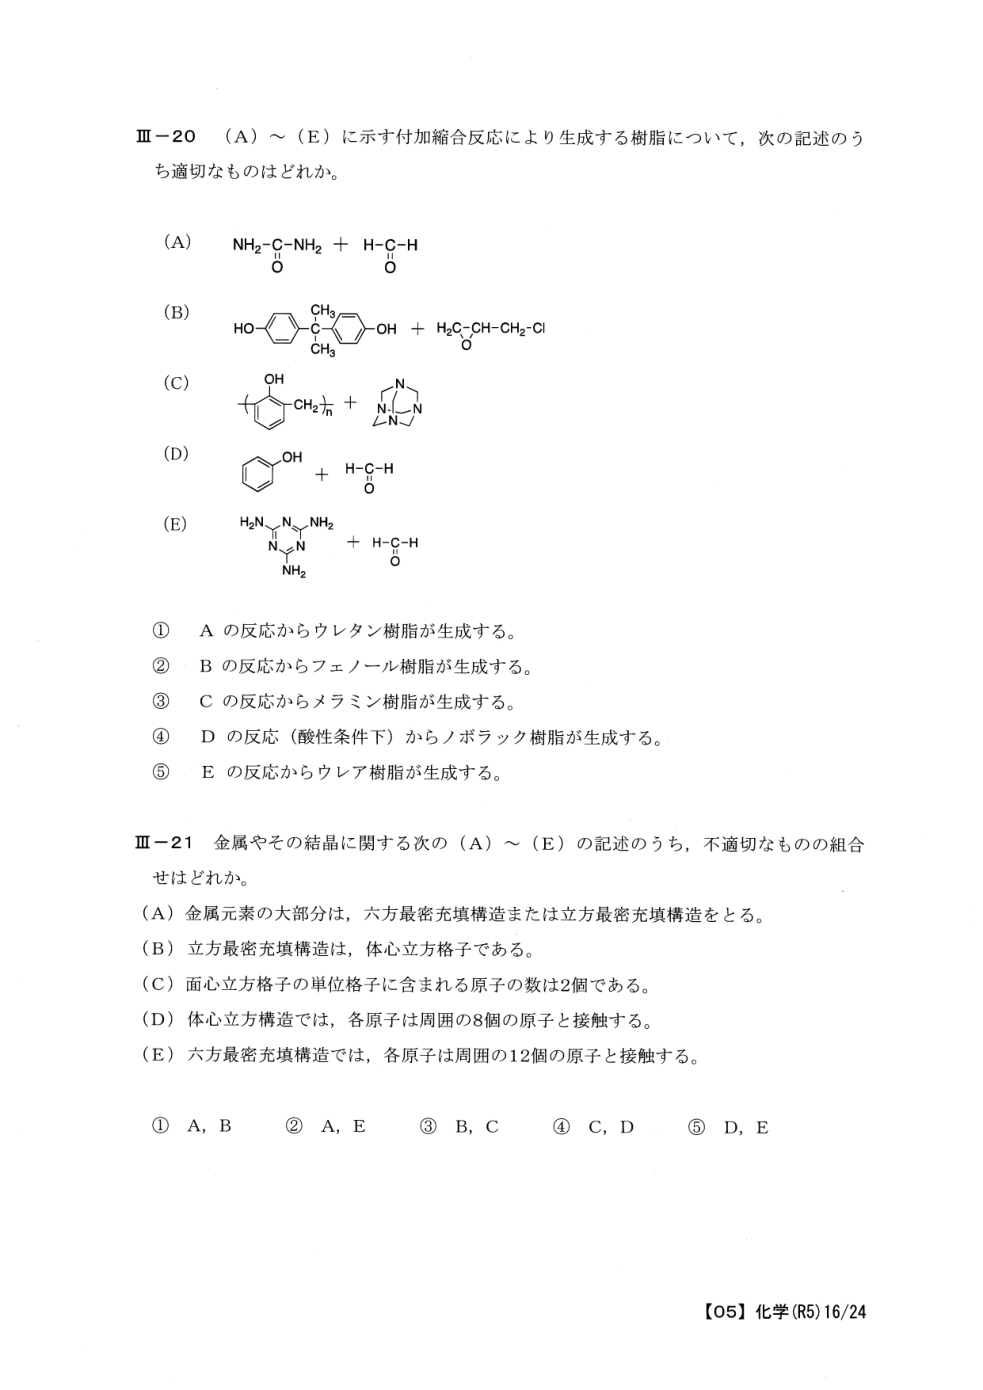 Ⅲ－20　（A）～（E）に示す付加縮合反応により生成する樹脂について，次の記述のう
ち適切なものはどれか。
(A) NH2-C-NH2 ＋ H-C-H
O O
(B) CH3
HO C OH ＋ H2C-CH-CH2-Cl
CH3 O
(C) OH
CH2 n ＋ N N N N
(D) OH ＋ H-C-H
O
(E) H2N N NH2
N N ＋ H-C-H
NH2 O
① A の反応からウレタン樹脂が生成する。
② B の反応からフェノール樹脂が生成する。
③ C の反応からメラミン樹脂が生成する。
④ D の反応（酸性条件下）からノボラック樹脂が生成する。
⑤ E の反応からウレア樹脂が生成する。
Ⅲ－21　金属やその結晶に関する次の（A）～（E）の記述のうち，不適切なものの組合
せはどれか。
（A）金属元素の大部分は，六方最密充填構造または立方最密充填構造をとる。
（B）立方最密充填構造は，体心立方格子である。
（C）面心立方格子の単位格子に含まれる原子の数は2個である。
（D）体心立方構造では，各原子は周囲の8個の原子と接触する。
（E）六方最密充填構造では，各原子は周囲の12個の原子と接触する。
① A，B　② A，E　③ B，C　④ C，D　⑤ D，E
【05】化学(R5)16/24